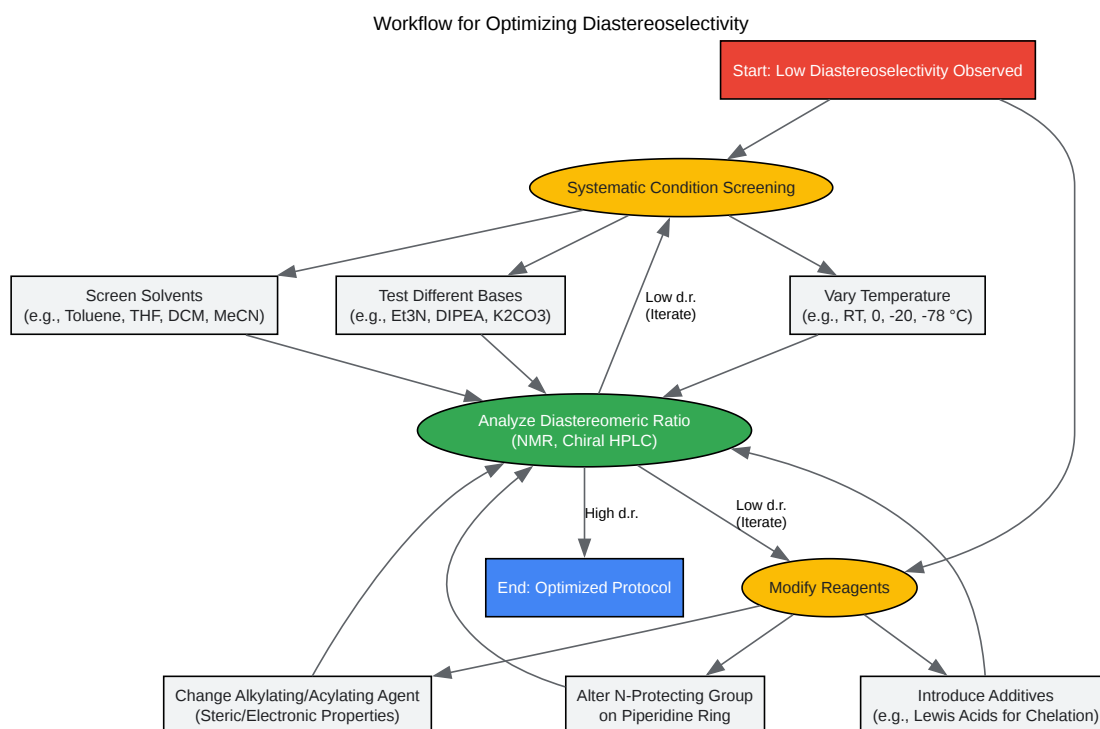 Workflow for Optimizing Diastereoselectivity
Start: Low Diastereoselectivity Observed
Systematic Condition Screening
Screen Solvents
(e.g., Toluene, THF, DCM, MeCN)
Test Different Bases
(e.g., Et3N, DIPEA, K2CO3)
Low d.r.
(Iterate)
Vary Temperature
(e.g., RT, 0, -20, -78 °C)
Analyze Diastereomeric Ratio
(NMR, Chiral HPLC)
High d.r.
Low d.r.
(Iterate)
End: Optimized Protocol
Modify Reagents
Change Alkylating/Acylating Agent
(Steric/Electronic Properties)
Alter N-Protecting Group
on Piperidine Ring
Introduce Additives
(e.g., Lewis Acids for Chelation)